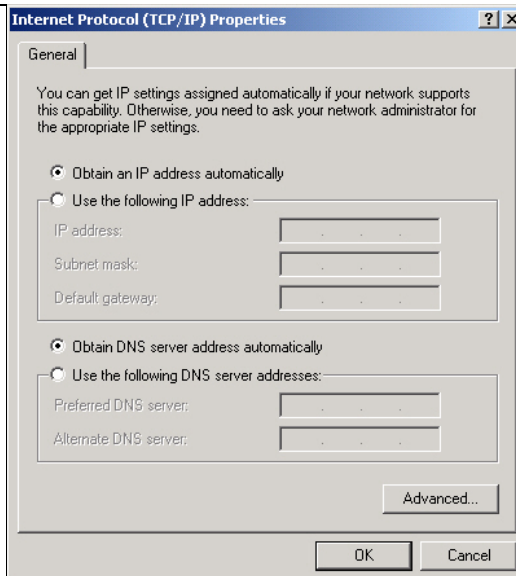 Internet Protocol (TCP/IP) Properties
General
You can get IP settings assigned automatically if your network supports
this capability. Otherwise, you need to ask your network administrator for
the appropriate IP settings.
Obtain an IP address automatically
Use the following IP address:
IP address:
Subnet mask:
Default gateway:
Obtain DNS server address automatically
Use the following DNS server addresses:
Preferred DNS server:
Alternate DNS server:
Advanced...
OK Cancel